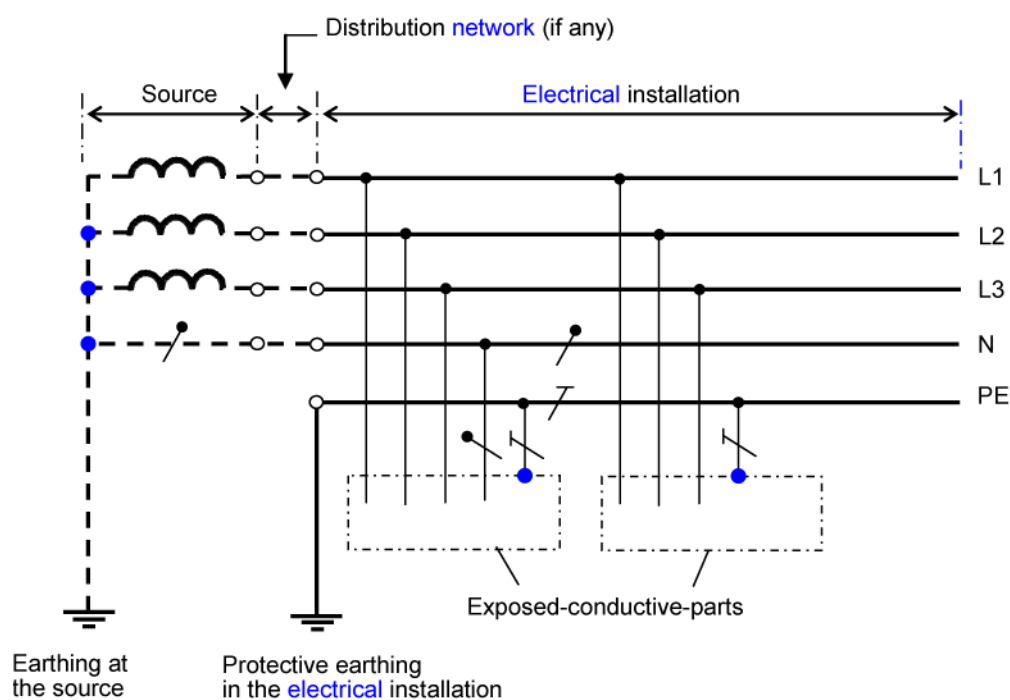 Distribution network (if any)
Source
Electrical installation
L1
L2
L3
N
PE
Exposed-conductive-parts
Earthing at
the source
Protective earthing
in the electrical installation